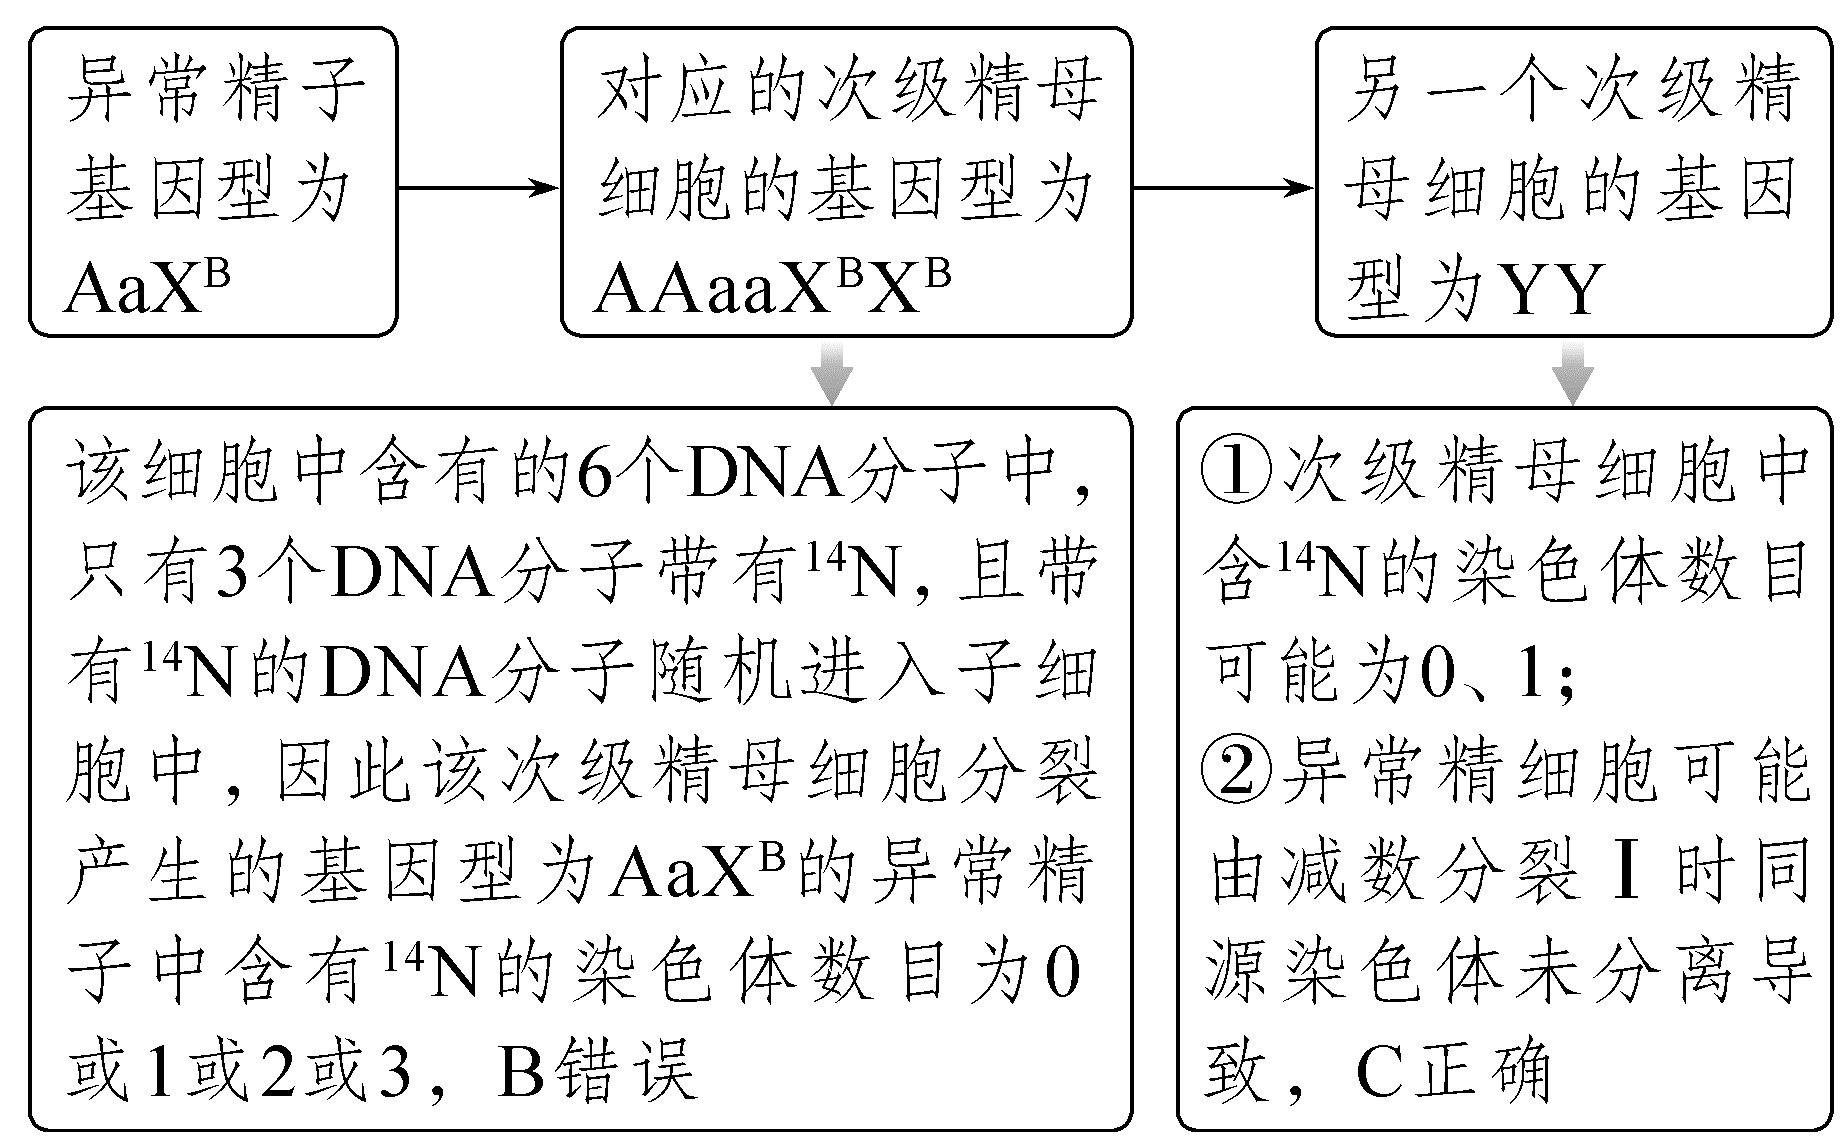 异常精子
基因型为
AaXᴮ
对应的次级精母
细胞的基因型为
AAaaXᴮXᴮ
另一个次级精
母细胞的基因
型为YY
该细胞中含有的6个DNA分子中，
只有3个DNA分子带有¹⁴N，且带
有¹⁴N的DNA分子随机进入子细
胞中，因此该次级精母细胞分裂
产生的基因型为AaXᴮ的异常精
子中含有¹⁴N的染色体数目为0
或1或2或3，B错误
①次级精母细胞中
含¹⁴N的染色体数目
可能为0、1；
②异常精细胞可能
由减数分裂Ⅰ时同
源染色体未分离导
致，C正确